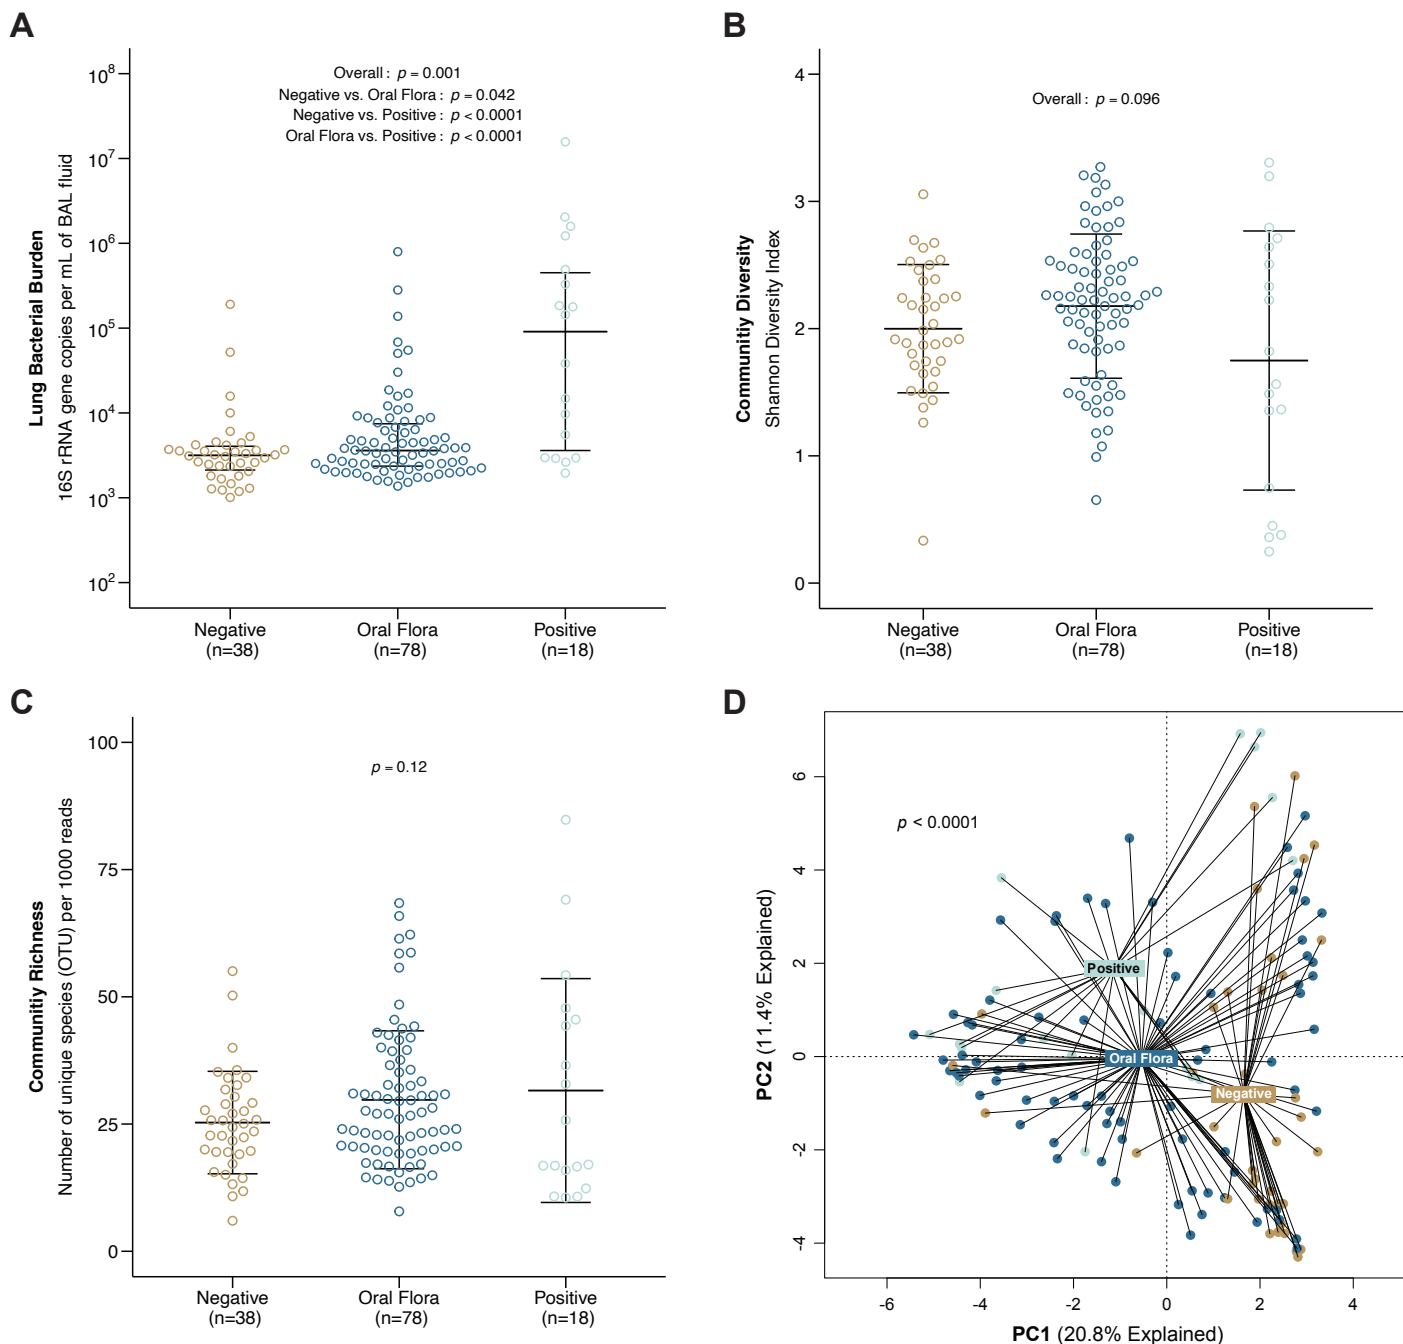 A
Lung Bacterial Burden
16S rRNA gene copies per mL of BAL fluid
10^8
10^7
10^6
10^5
10^4
10^3
10^2
Overall: p = 0.001
Negative vs. Oral Flora: p = 0.042
Negative vs. Positive: p < 0.0001
Oral Flora vs. Positive: p < 0.0001
Negative
(n=38)
Oral Flora
(n=78)
Positive
(n=18)
B
Communitiy Diversity
Shannon Diversity Index
4
3
2
1
0
Overall: p = 0.096
Negative
(n=38)
Oral Flora
(n=78)
Positive
(n=18)
C
Communitiy Richness
Number of unique species (OTU) per 1000 reads
100
75
50
25
0
p = 0.12
Negative
(n=38)
Oral Flora
(n=78)
Positive
(n=18)
D
PC2 (11.4% Explained)
6
4
2
0
-2
-4
p < 0.0001
Positive
Oral Flora
Negative
-6
-4
-2
0
2
4
PC1 (20.8% Explained)